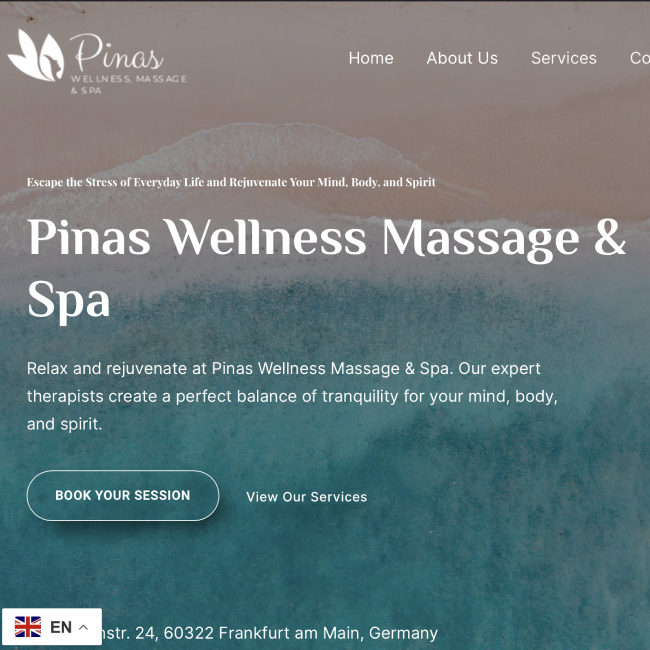 Pinas
WELLNESS, MASSAGE
& SPA
Home About Us Services
Escape the Stress of Everyday Life and Rejuvenate Your Mind, Body, and Spirit
Pinas Wellness Massage &
Spa
Relax and rejuvenate at Pinas Wellness Massage & Spa. Our expert
therapists create a perfect balance of tranquility for your mind, body,
and spirit.
BOOK YOUR SESSION View Our Services
EN
24, 60322 Frankfurt am Main, Germany